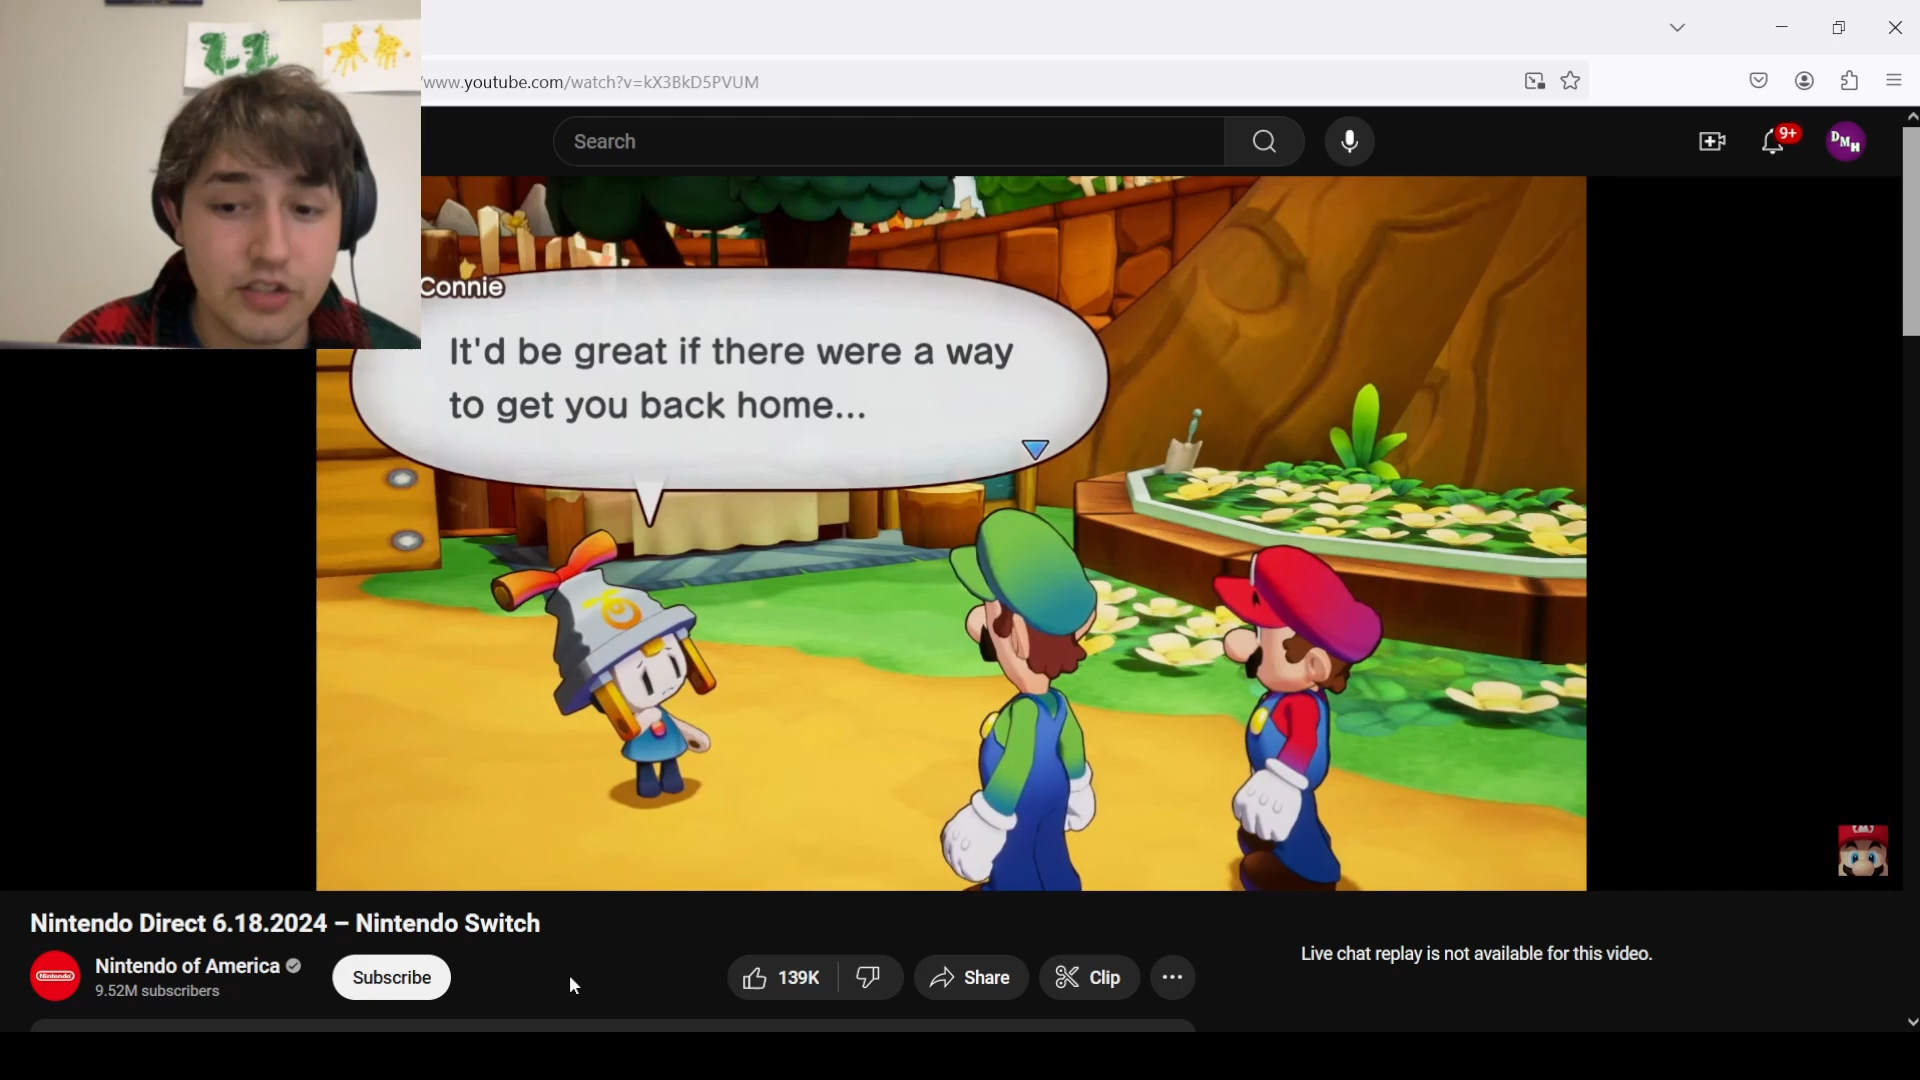 www.youtube.com/watch?v=kX3BkD5PVUM
Search
9+
DMH
Connie
It'd be great if there were a way
to get you back home...
Nintendo Direct 6.18.2024 – Nintendo Switch
Nintendo
Nintendo of America
9.52M subscribers
Subscribe
139K
Share
Clip
Live chat replay is not available for this video.